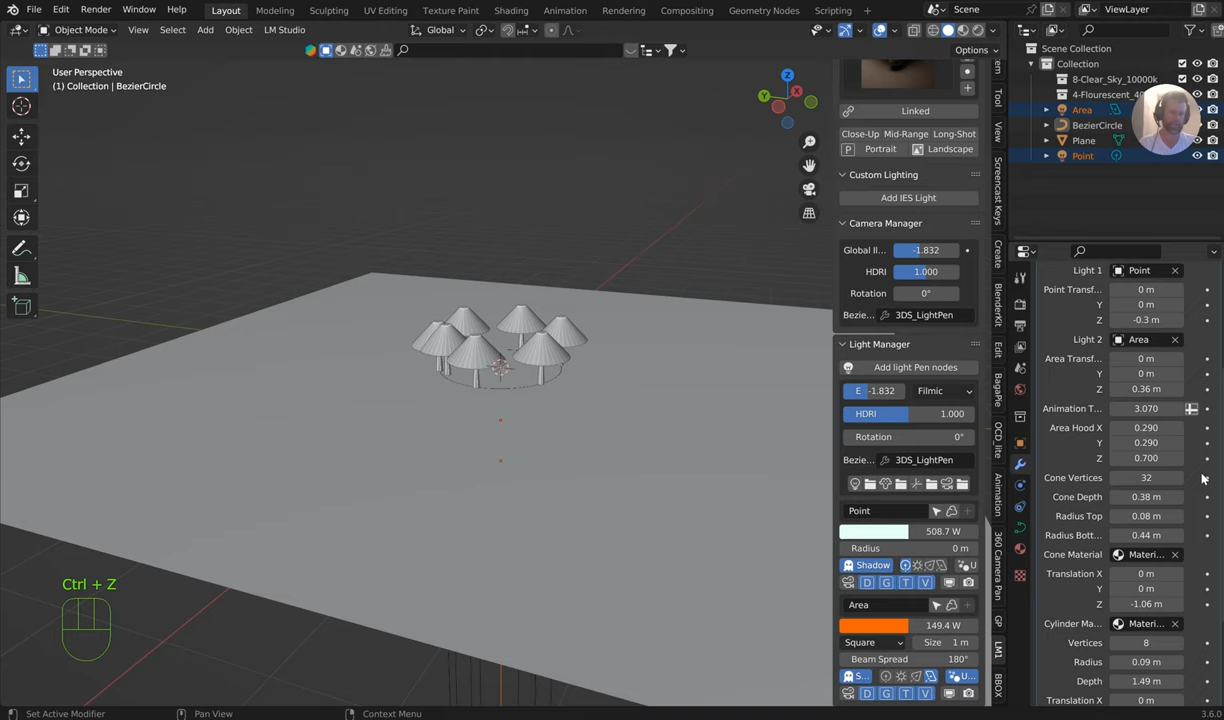 File Edit Render Window Help Layout Modeling Sculpting UV Editing Texture Paint Shading Animation Rendering Compositing Geometry Nodes Scripting Scene ViewLayer
Object Mode View Select Add Object LM Studio Global
Options
User Perspective
(1) Collection | BezierCircle
Z
X
Y
Ctrl + Z
Linked
Close-Up Mid-Range Long-Shot
P Portrait Landscape
Custom Lighting
Add IES Light
Camera Manager
Global Il... -1.832
HDRI 1.000
Rotation 0°
Bezie... 3DS_LightPen
Light Manager
Add light Pen nodes
E -1.832 Filmic
HDRI 1.000
Rotation 0°
Bezie... 3DS_LightPen
Point
508.7 W
Radius 0 m
Shadow U
D G T V
Area
149.4 W
Square Size 1 m
Beam Spread 180°
S... U...
D G T V
Tool
View
Screencast Keys
Create
BlenderKit
Edit
BagaPie
OCD_lite
Animation
360 Camera Pan
GP
LM1
BBOX
Scene Collection
Collection
8-Clear_Sky_10000k
4-Flourescent_40
Area
BezierCircle
Plane
Point
Light 1 Point
Point Transf... 0 m
Y 0 m
Z -0.3 m
Light 2 Area
Area Transf... 0 m
Y 0 m
Z 0.36 m
Animation T... 3.070
Area Hood X 0.290
Y 0.290
Z 0.700
Cone Vertices 32
Cone Depth 0.38 m
Radius Top 0.08 m
Radius Bott... 0.44 m
Cone Material Materi...
Translation X 0 m
Y 0 m
Z -1.06 m
Cylinder Ma... Materi...
Vertices 8
Radius 0.09 m
Depth 1.49 m
Translation X 0 m
Set Active Modifier Pan View Context Menu 3.6.0